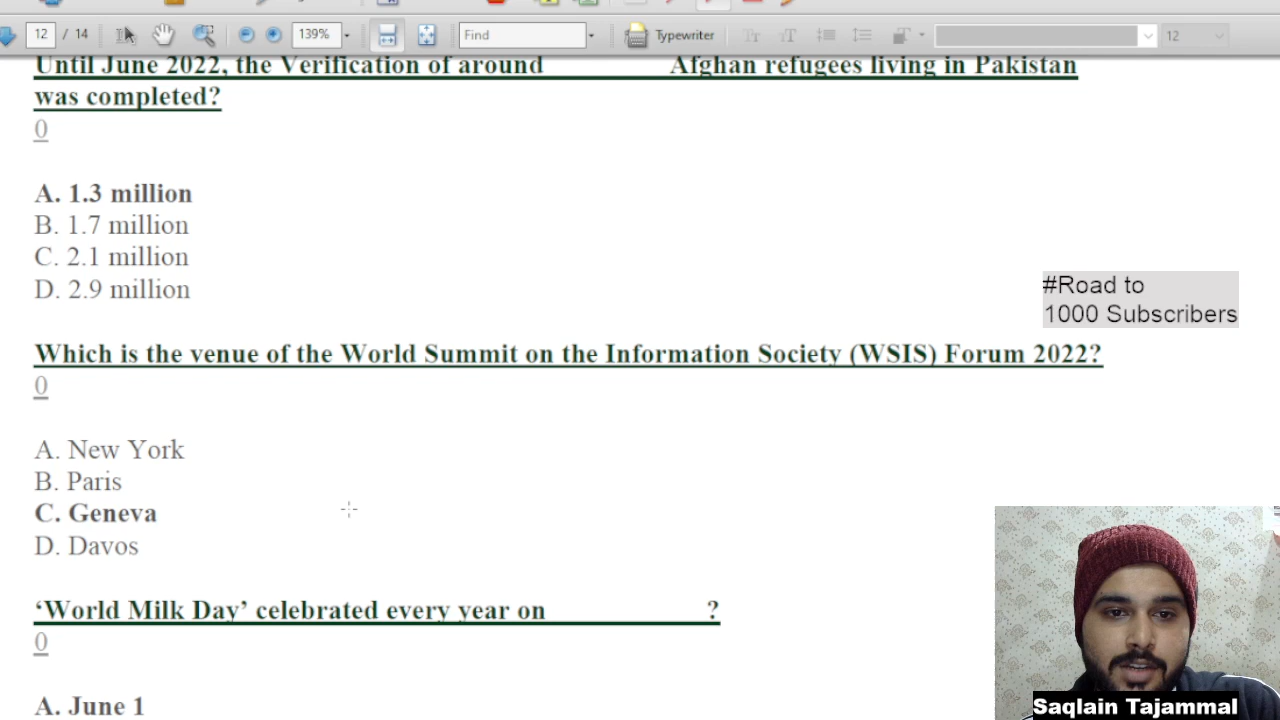 12 / 14 139% Find Typewriter 12
Until June 2022, the Verification of around Afghan refugees living in Pakistan
was completed?
0
A. 1.3 million
B. 1.7 million
C. 2.1 million
D. 2.9 million
#Road to
1000 Subscribers
Which is the venue of the World Summit on the Information Society (WSIS) Forum 2022?
0
A. New York
B. Paris
C. Geneva
D. Davos
‘World Milk Day’ celebrated every year on ?
0
A. June 1
Saqlain Tajammal